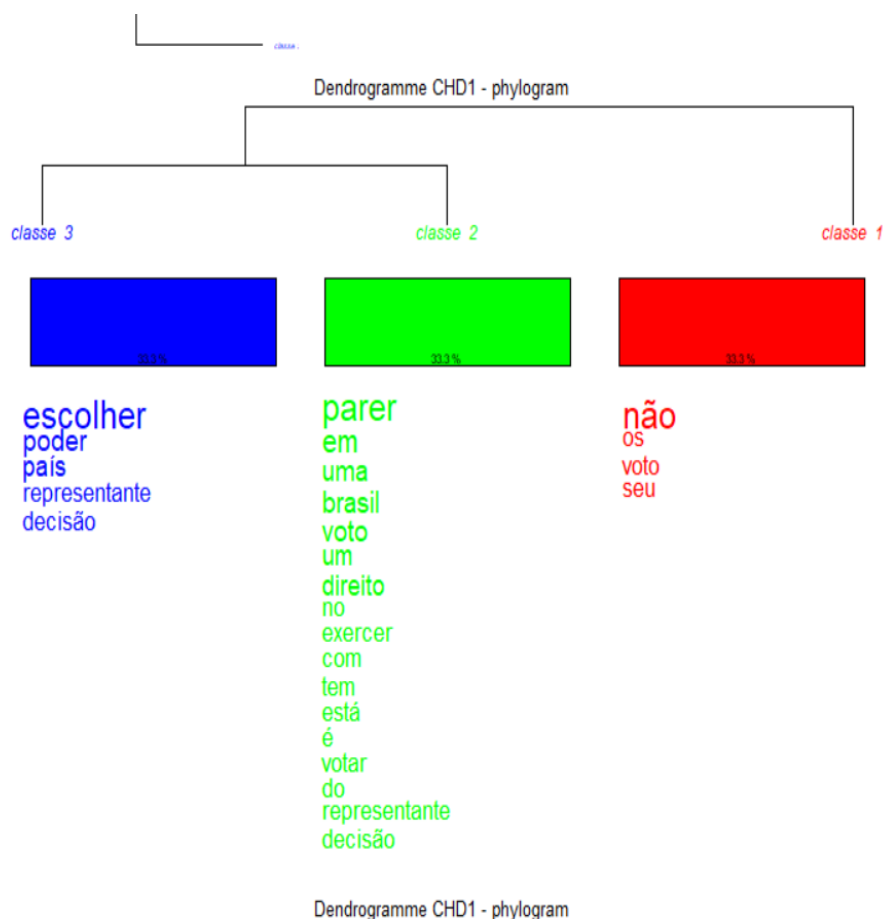 Dendrogramme CHD1 - phylogram
classe 3
classe 2
classe 1
33.3 %
33.3 %
33.3 %
escolher
poder
país
representante
decisão
parer
em
uma
brasil
voto
um
direito
no
exercer
com
tem
está
é
votar
do
representante
decisão
não
os
voto
seu
Dendrogramme CHD1 - phylogram